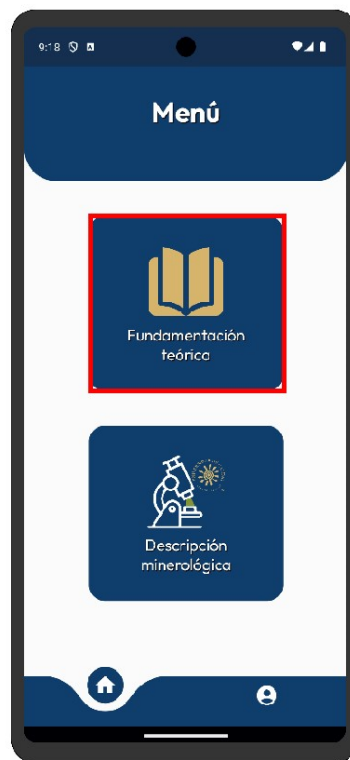 9:18
Menú
Fundamentación
teórica
Descripción
minerológica